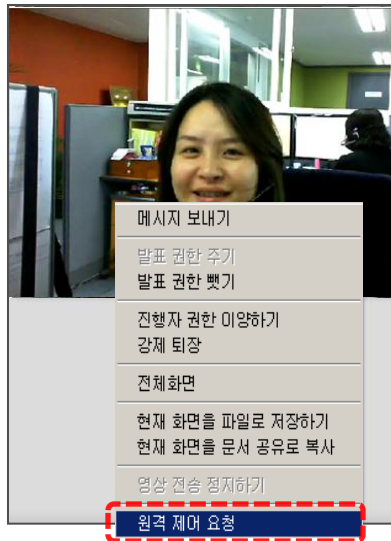 메시지 보내기
발표 권한 주기
발표 권한 뺏기
진행자 권한 이양하기
강제 퇴장
전체화면
현재 화면을 파일로 저장하기
현재 화면을 문서 공유로 복사
영상 전송 정지하기
원격 제어 요청